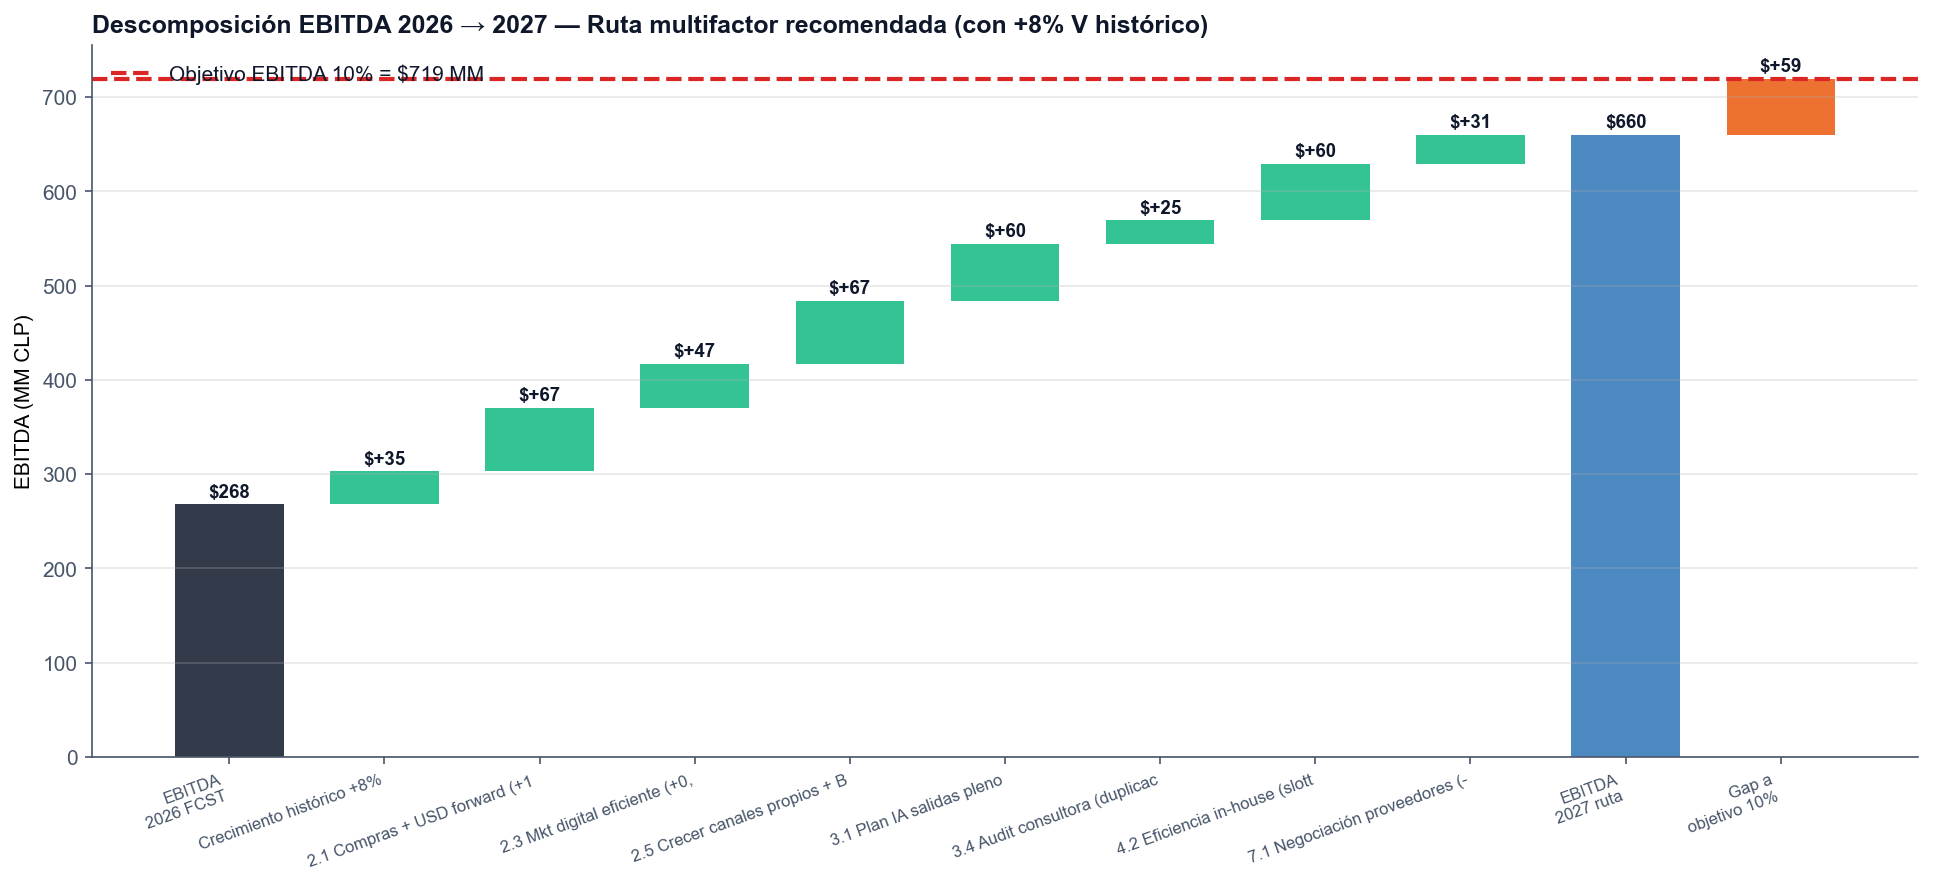 Descomposición EBITDA 2026 → 2027 — Ruta multifactor recomendada (con +8% V histórico)
Objetivo EBITDA 10% = $719 MM
EBITDA (MM CLP)
700
600
500
400
300
200
100
0
$268
$+35
$+67
$+47
$+67
$+60
$+25
$+60
$+31
$660
$+59
EBITDA
2026 FCST
Crecimiento histórico +8%
2.1 Compras + USD forward (+1
2.3 Mkt digital eficiente (+0,
2.5 Crecer canales propios + B
3.1 Plan IA salidas pleno
3.4 Audit consultora (duplicac
4.2 Eficiencia in-house (slott
7.1 Negociación proveedores (-
EBITDA
2027 ruta
Gap a
objetivo 10%